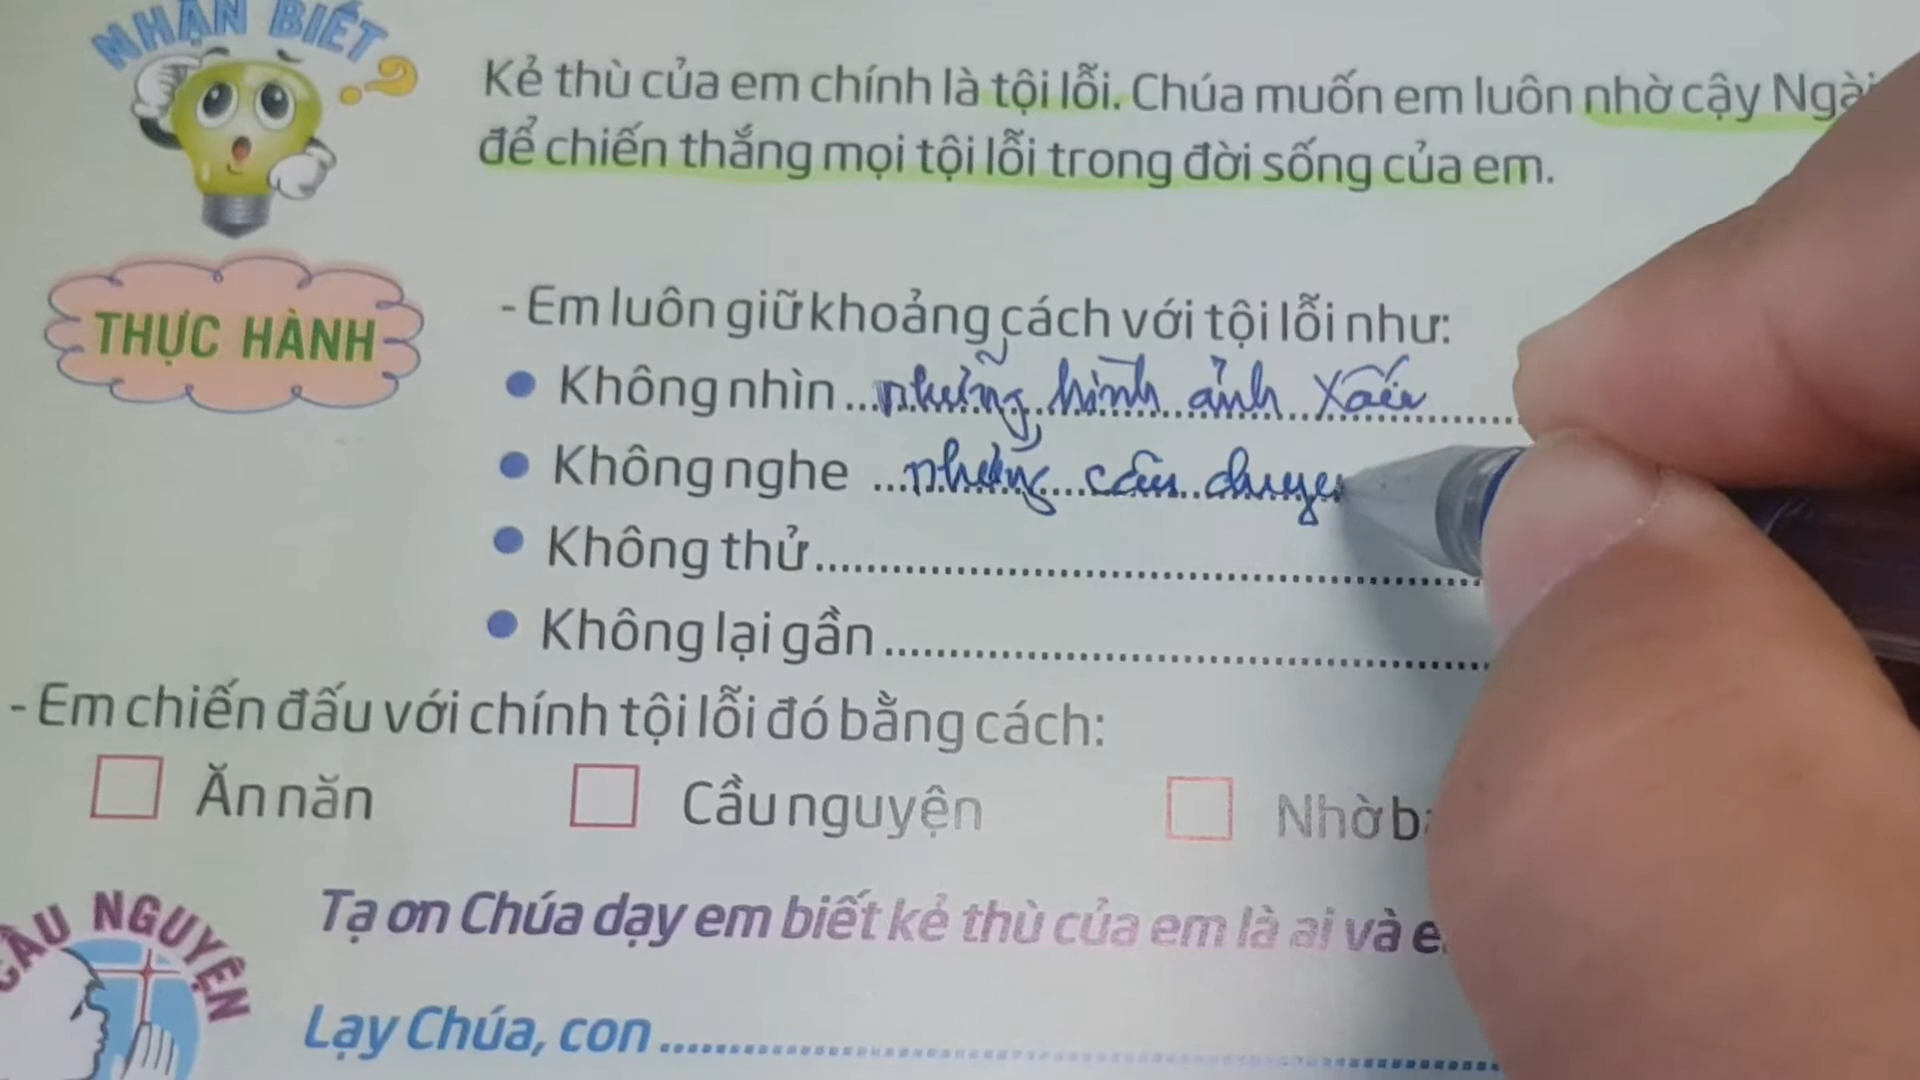 NHẬN BIẾT
Kẻ thù của em chính là tội lỗi. Chúa muốn em luôn nhờ cậy Ngài
để chiến thắng mọi tội lỗi trong đời sống của em.
THỰC HÀNH
- Em luôn giữ khoảng cách với tội lỗi như:
Không nhìn ...những hình ảnh xấu
Không nghe ...những câu
Không thử
Không lại gần
- Em chiến đấu với chính tội lỗi đó bằng cách:
Ăn năn Cầu nguyện Nhờ
CẦU NGUYỆN
Tạ ơn Chúa dạy em biết kẻ thù của em là ai và
Lạy Chúa, con